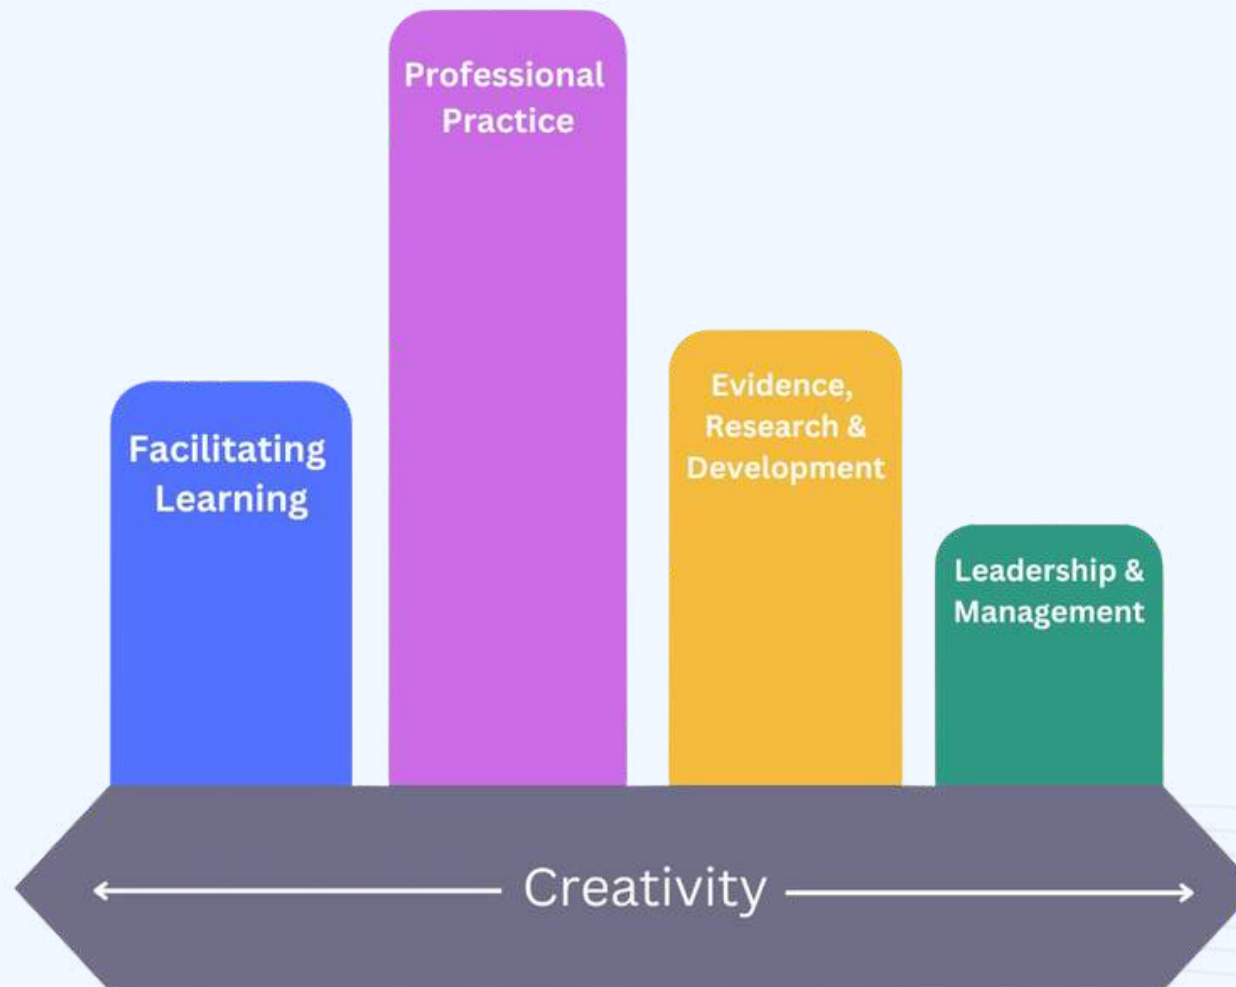 Facilitating
Learning
Professional
Practice
Evidence,
Research &
Development
Leadership &
Management
Creativity